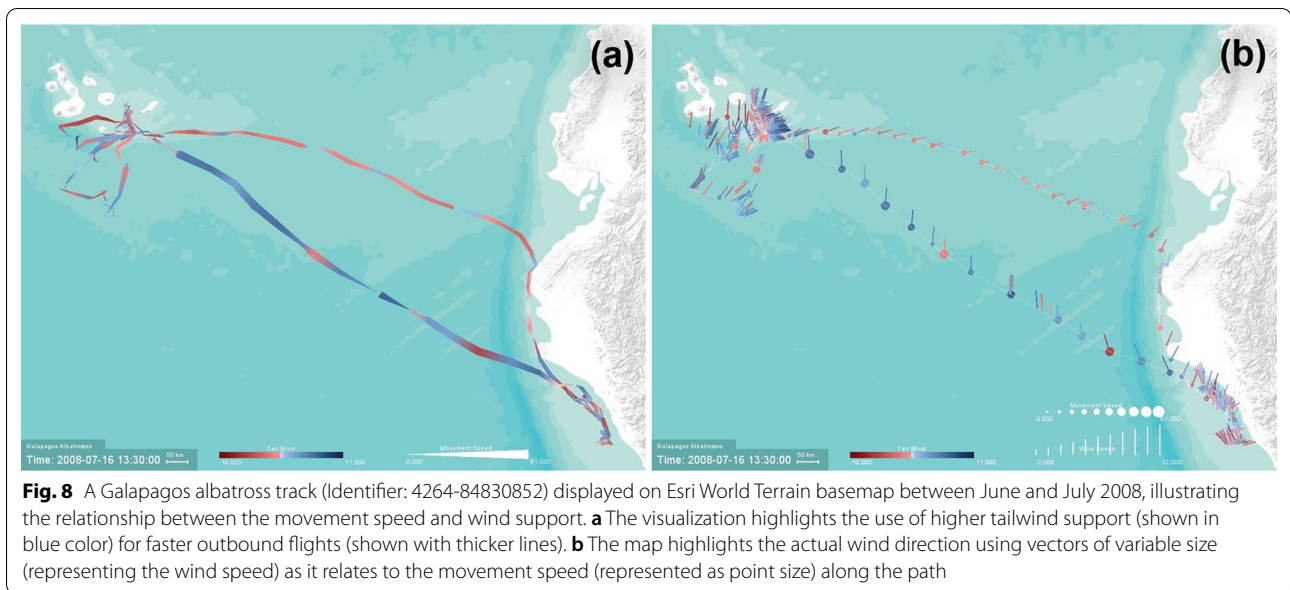 (a)
(b)
Galapagos Albatrosses
Time: 2008-07-16 13:30:00 50 km
Tail Wind
-10.000 11.000
Movement Speed
0.000
Galapagos Albatrosses
Time: 2008-07-16 13:30:00 50 km
Tail Wind
-10.000 11.000
Movement Speed
0.000
Wind Speed
0.000 12.000
Fig. 8 A Galapagos albatross track (Identifier: 4264-84830852) displayed on Esri World Terrain basemap between June and July 2008, illustrating
the relationship between the movement speed and wind support. a The visualization highlights the use of higher tailwind support (shown in
blue color) for faster outbound flights (shown with thicker lines). b The map highlights the actual wind direction using vectors of variable size
(representing the wind speed) as it relates to the movement speed (represented as point size) along the path